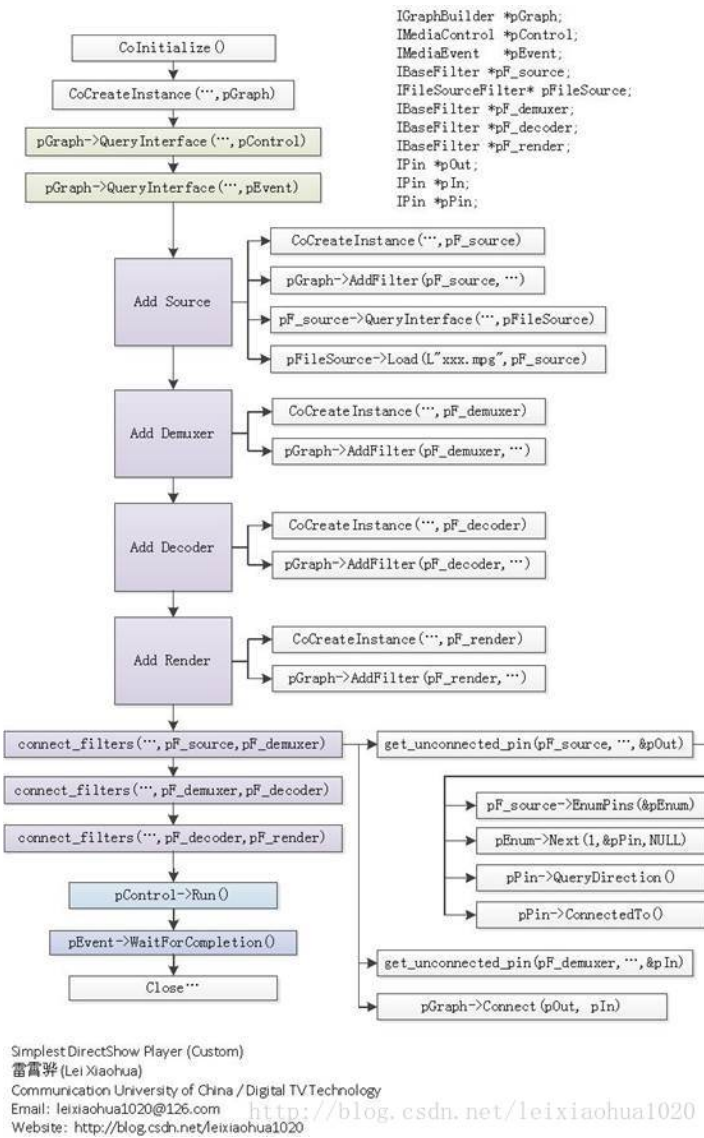 IGraphBuilder *pGraph;
IMediaControl *pControl;
IMediaEvent   *pEvent;
IBaseFilter *pF_source;
IFileSourceFilter* pFileSource;
IBaseFilter *pF_demuxer;
IBaseFilter *pF_decoder;
IBaseFilter *pF_render;
IPin *pOut;
IPin *pIn;
IPin *pPin;
CoInitialize()
CoCreateInstance(…,pGraph)
pGraph->QueryInterface(…,pControl)
pGraph->QueryInterface(…,pEvent)
Add Source
CoCreateInstance(…,pF_source)
pGraph->AddFilter(pF_source,…)
pF_source->QueryInterface(…,pFileSource)
pFileSource->Load(L"xxx.mpg",pF_source)
Add Demuxer
CoCreateInstance(…,pF_demuxer)
pGraph->AddFilter(pF_demuxer,…)
Add Decoder
CoCreateInstance(…,pF_decoder)
pGraph->AddFilter(pF_decoder,…)
Add Render
CoCreateInstance(…,pF_render)
pGraph->AddFilter(pF_render,…)
connect_filters(…,pF_source,pF_demuxer)
get_unconnected_pin(pF_source,…,&pOut)
connect_filters(…,pF_demuxer,pF_decoder)
pF_source->EnumPins(&pEnum)
connect_filters(…,pF_decoder,pF_render)
pEnum->Next(1,&pPin,NULL)
pControl->Run()
pPin->QueryDirection()
pPin->ConnectedTo()
pEvent->WaitForCompletion()
get_unconnected_pin(pF_demuxer,…,&pIn)
Close…
pGraph->Connect(pOut, pIn)
Simplest DirectShow Player (Custom)
雷霄骅 (Lei Xiaohua)
Communication University of China / Digital TV Technology
Email: leixiaohua1020@126.com
Website: http://blog.csdn.net/leixiaohua1020
http://blog.csdn.net/leixiaohua1020